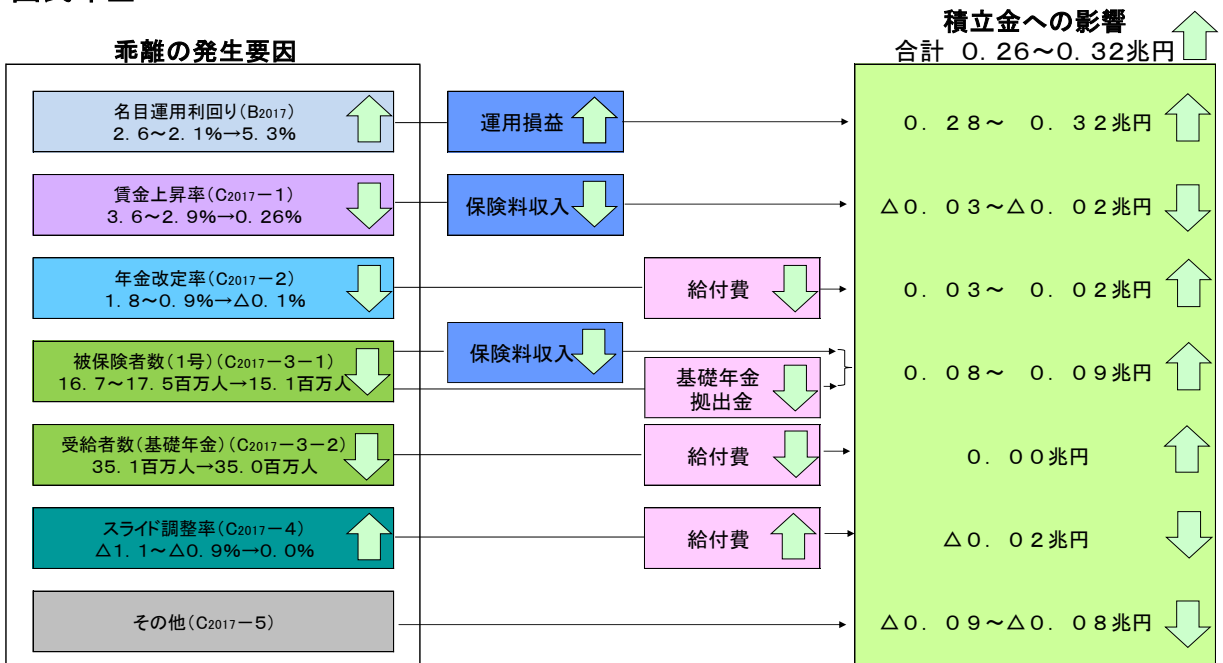 乖離の発生要因
積立金への影響
合計 0.26～0.32兆円
名目運用利回り(B2017)
2.6～2.1%→5.3%
運用損益
0.28～ 0.32兆円
賃金上昇率(C2017－1)
3.6～2.9%→0.26%
保険料収入
△0.03～△0.02兆円
年金改定率(C2017－2)
1.8～0.9%→△0.1%
給付費
0.03～ 0.02兆円
被保険者数(1号)(C2017－3－1)
16.7～17.5百万人→15.1百万人
保険料収入
基礎年金
拠出金
0.08～ 0.09兆円
受給者数(基礎年金)(C2017－3－2)
35.1百万人→35.0百万人
給付費
0.00兆円
スライド調整率(C2017－4)
△1.1～△0.9%→0.0%
給付費
△0.02兆円
その他(C2017－5)
△0.09～△0.08兆円